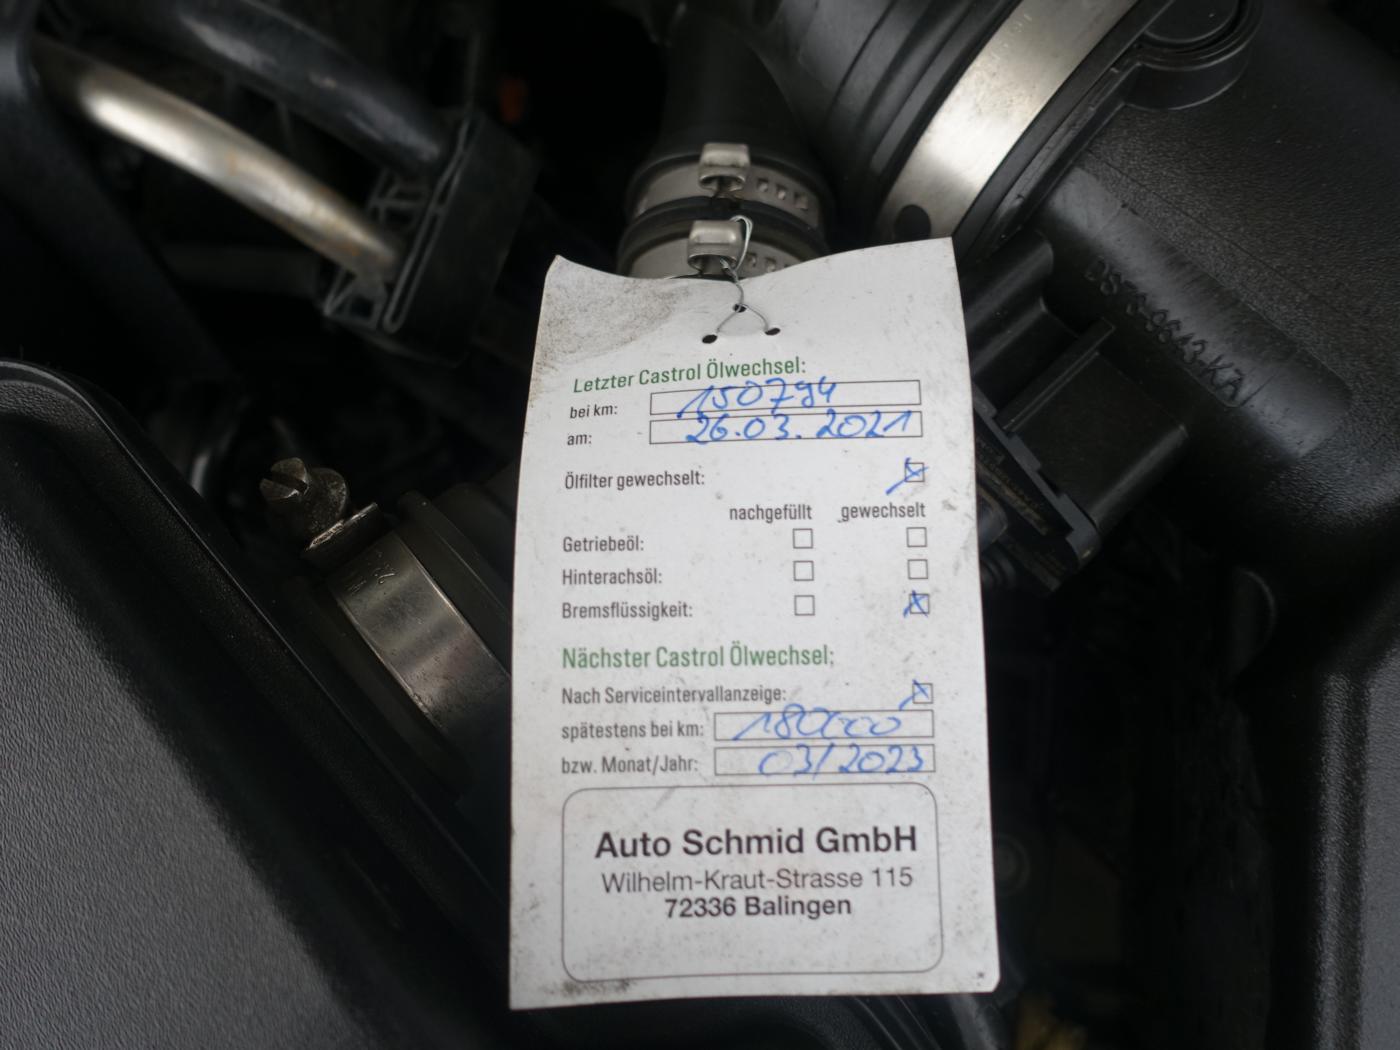 Letzter Castrol Ölwechsel:
bei km: 150794
am: 26.03.2021
Ölfilter gewechselt:
nachgefüllt gewechselt
Getriebeöl:
Hinterachsöl:
Bremsflüssigkeit:
Nächster Castrol Ölwechsel:
Nach Serviceintervallanzeige:
spätestens bei km: 180000
bzw. Monat/Jahr: 03/2023
Auto Schmid GmbH
Wilhelm-Kraut-Strasse 115
72336 Balingen